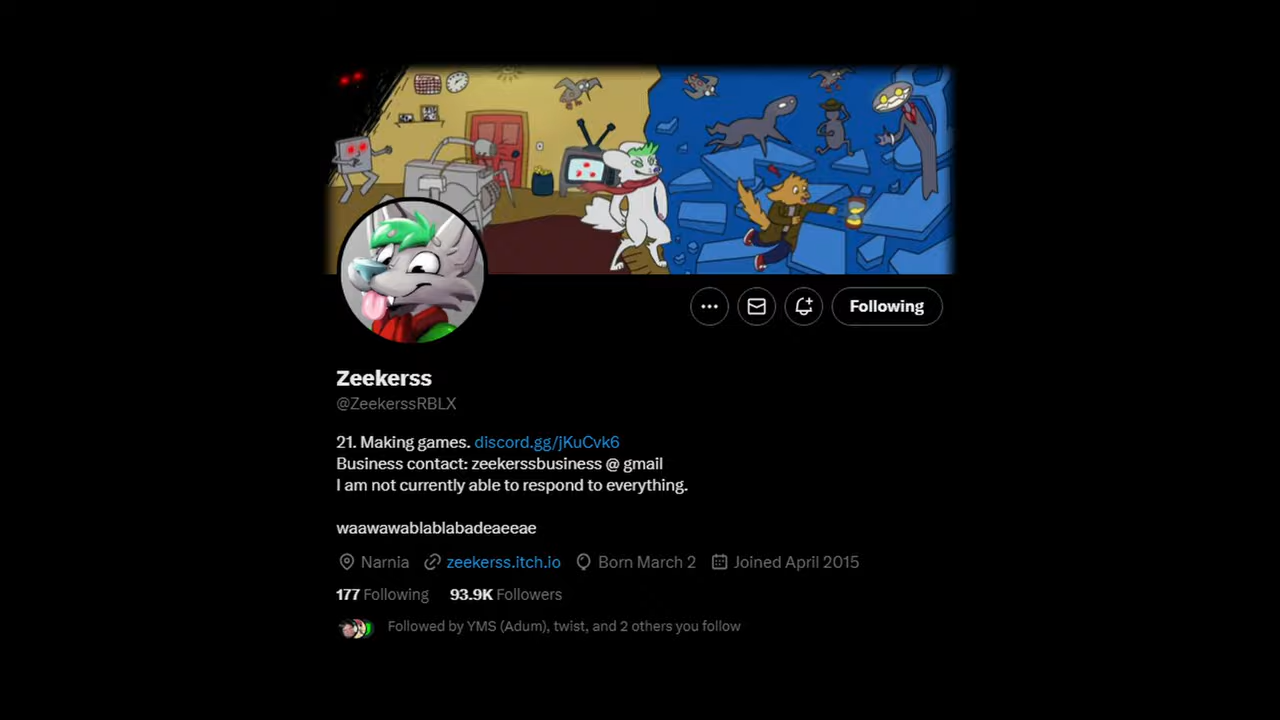 Following
Zeekerss
@ZeekerssRBLX
21. Making games. discord.gg/jKuCvk6
Business contact: zeekerssbusiness @ gmail
I am not currently able to respond to everything.
waawawablablabadeaeeae
Narnia zeekerss.itch.io Born March 2 Joined April 2015
177 Following 93.9K Followers
Followed by YMS (Adum), twist, and 2 others you follow